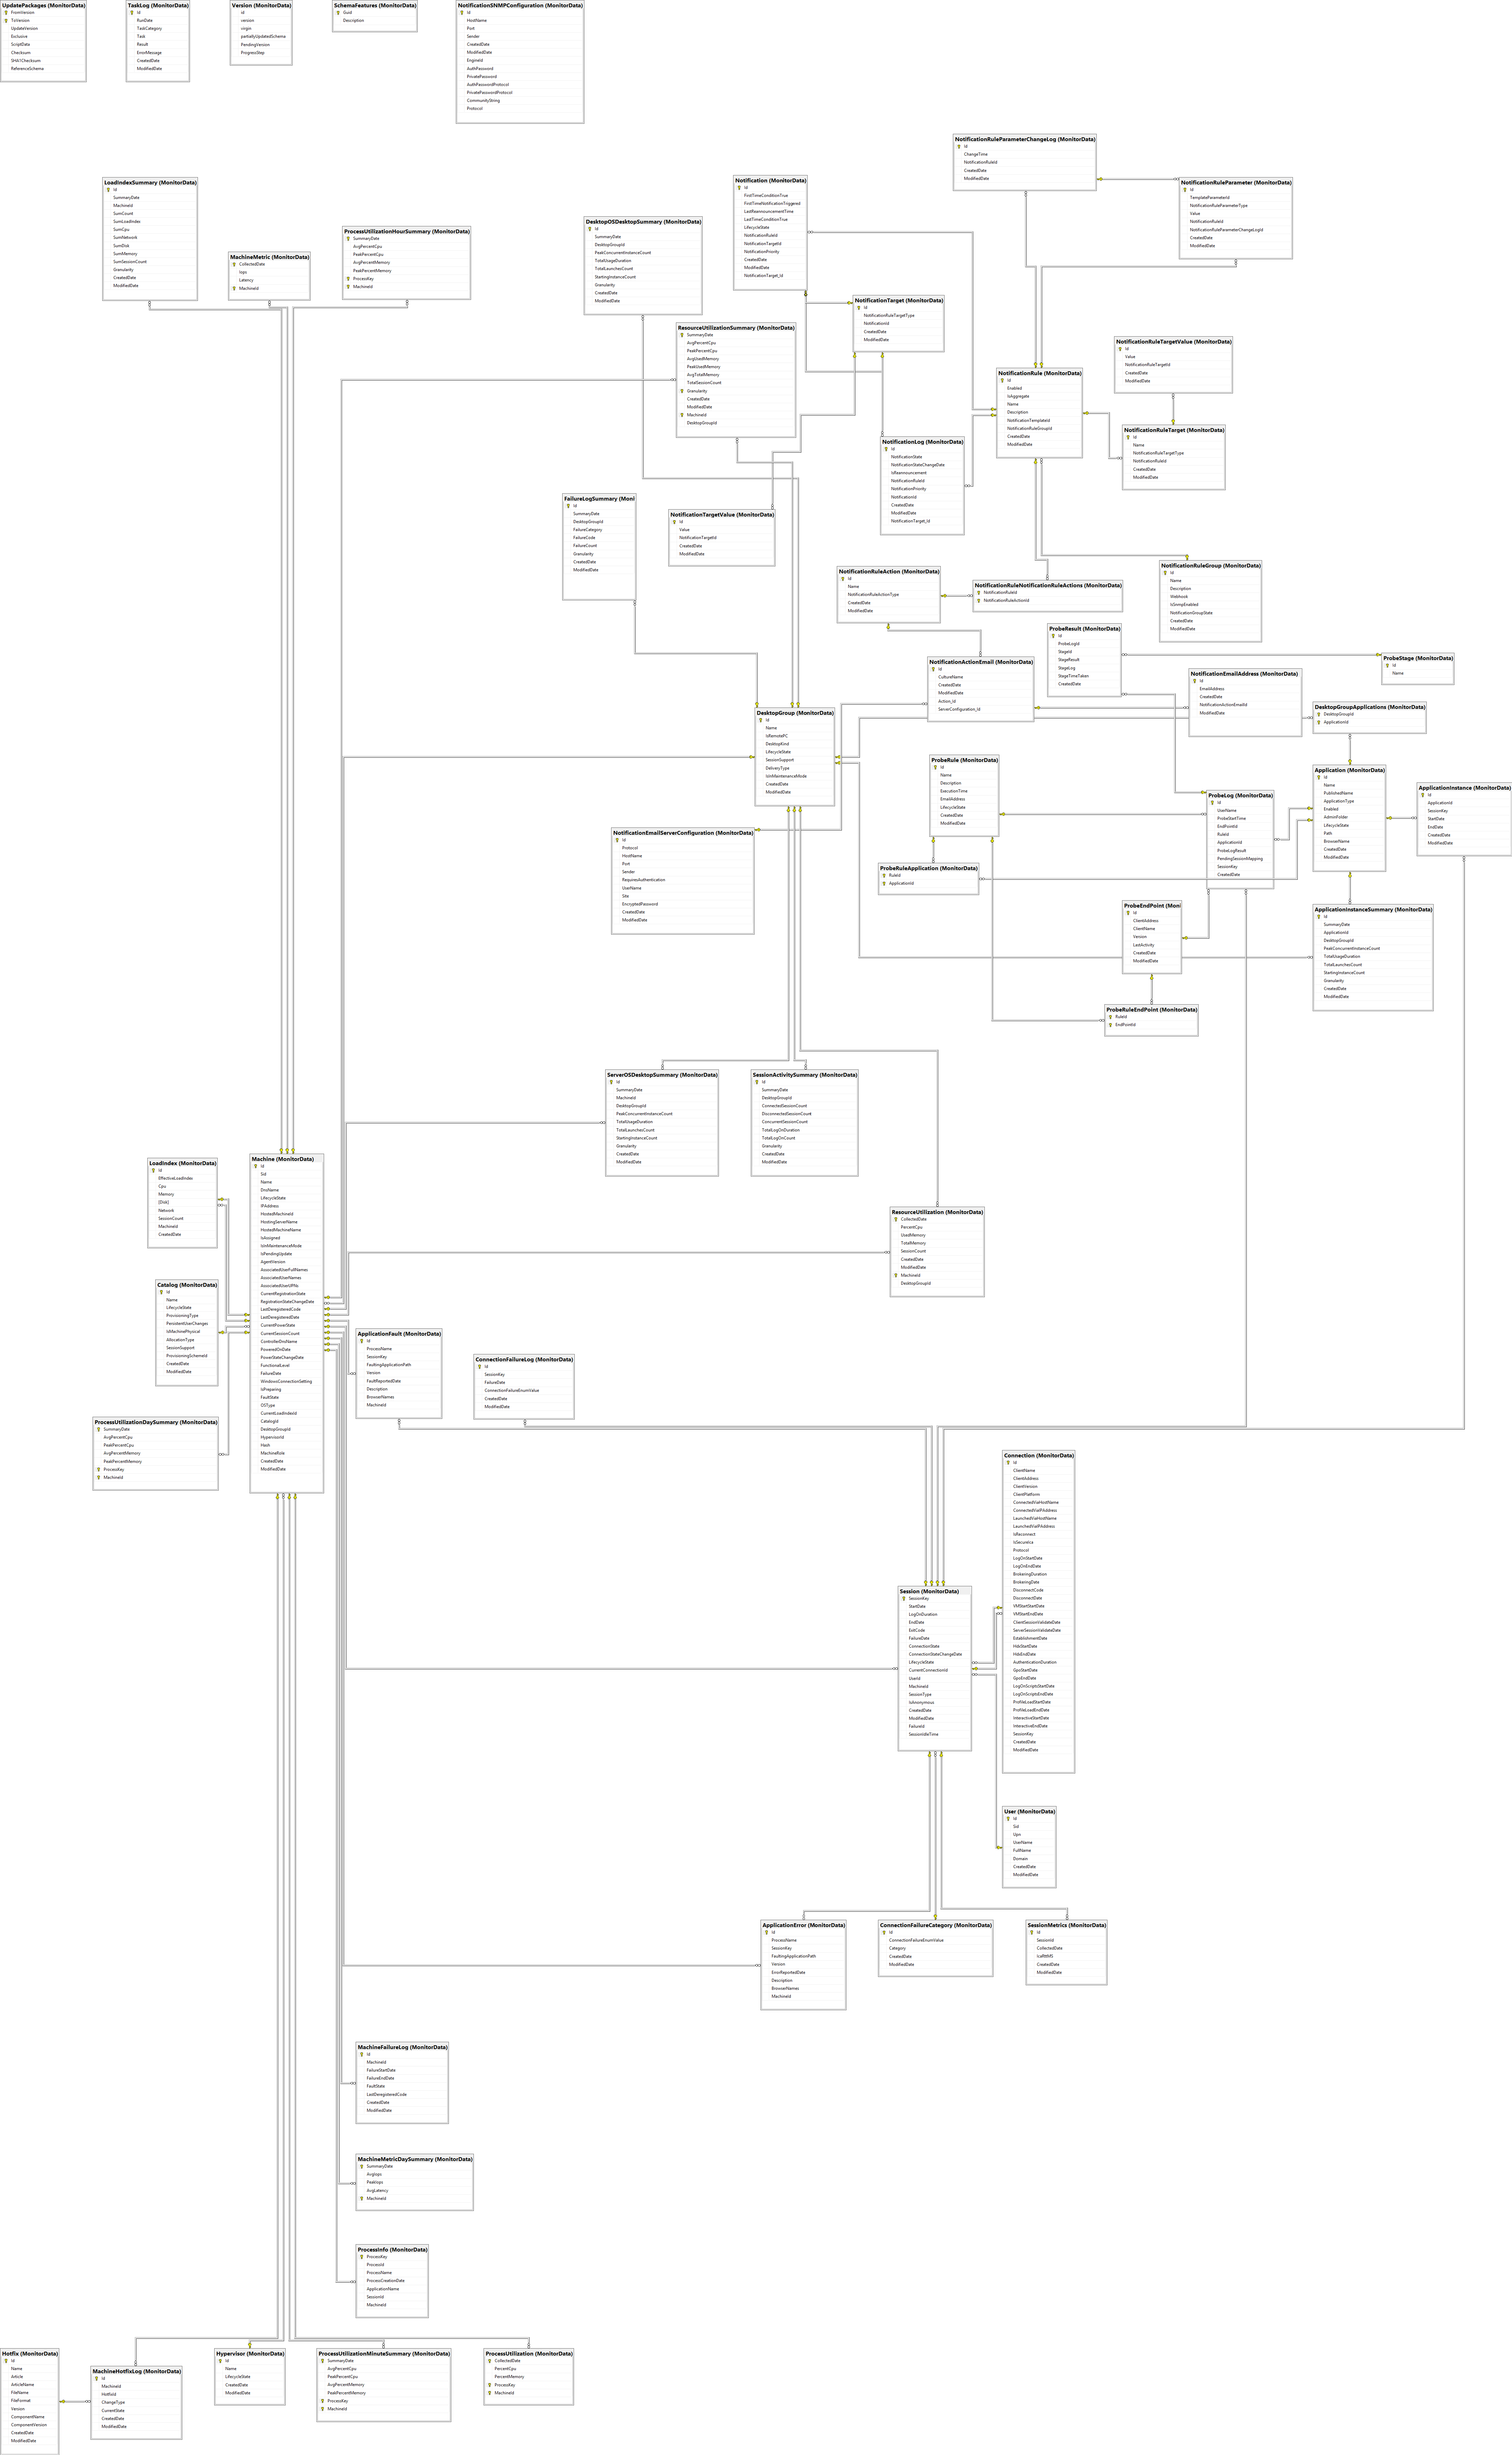 UpdatePackages (MonitorData)
FromVersion
ToVersion
UpdateVersion
Exclusive
ScriptData
Checksum
SHA1Checksum
ReferenceSchema
TaskLog (MonitorData)
Id
RunDate
TaskCategory
Task
Result
ErrorMessage
CreatedDate
ModifiedDate
Version (MonitorData)
id
version
virgin
partiallyUpdatedSchema
PendingVersion
ProgressStep
SchemaFeatures (MonitorData)
Guid
Description
NotificationSNMPConfiguration (MonitorData)
Id
HostName
Port
Sender
CreatedDate
ModifiedDate
EngineId
AuthPassword
PrivatePassword
AuthPasswordProtocol
PrivatePasswordProtocol
CommunityString
Protocol
NotificationRuleParameterChangeLog (MonitorData)
Id
ChangeTime
NotificationRuleId
CreatedDate
ModifiedDate
LoadIndexSummary (MonitorData)
Id
SummaryDate
MachineId
SumCount
SumLoadIndex
SumCpu
SumNetwork
SumDisk
SumMemory
SumSessionCount
Granularity
CreatedDate
ModifiedDate
Notification (MonitorData)
Id
FirstTimeConditionTrue
FirstTimeNotificationTriggered
LastReannouncementTime
LastTimeConditionTrue
LifecycleState
NotificationRuleId
NotificationTargetId
NotificationPriority
CreatedDate
ModifiedDate
NotificationTarget_Id
NotificationRuleParameter (MonitorData)
Id
TemplateParameterId
NotificationRuleParameterType
Value
NotificationRuleId
NotificationRuleParameterChangeLogId
CreatedDate
ModifiedDate
DesktopOSDesktopSummary (MonitorData)
Id
SummaryDate
DesktopGroupId
PeakConcurrentInstanceCount
TotalUsageDuration
TotalLaunchesCount
StartingInstanceCount
Granularity
CreatedDate
ModifiedDate
ProcessUtilizationHourSummary (MonitorData)
SummaryDate
AvgPercentCpu
PeakPercentCpu
AvgPercentMemory
PeakPercentMemory
ProcessKey
MachineId
MachineMetric (MonitorData)
CollectedDate
Iops
Latency
MachineId
NotificationTarget (MonitorData)
Id
NotificationRuleTargetType
NotificationId
CreatedDate
ModifiedDate
ResourceUtilizationSummary (MonitorData)
SummaryDate
AvgPercentCpu
PeakPercentCpu
AvgUsedMemory
PeakUsedMemory
AvgTotalMemory
TotalSessionCount
Granularity
CreatedDate
ModifiedDate
MachineId
DesktopGroupId
NotificationRuleTargetValue (MonitorData)
Id
Value
NotificationRuleTargetId
CreatedDate
ModifiedDate
NotificationRule (MonitorData)
Id
Enabled
IsAggregate
Name
Description
NotificationTemplateId
NotificationRuleGroupId
CreatedDate
ModifiedDate
NotificationRuleTarget (MonitorData)
Id
Name
NotificationRuleTargetType
NotificationRuleId
CreatedDate
ModifiedDate
NotificationLog (MonitorData)
Id
NotificationState
NotificationStateChangeDate
IsReannouncement
NotificationRuleId
NotificationPriority
NotificationId
CreatedDate
ModifiedDate
NotificationTarget_Id
FailureLogSummary (Moni
Id
SummaryDate
DesktopGroupId
FailureCategory
FailureCode
FailureCount
Granularity
CreatedDate
ModifiedDate
NotificationTargetValue (MonitorData)
Id
Value
NotificationTargetId
CreatedDate
ModifiedDate
NotificationRuleGroup (MonitorData)
Id
Name
Description
Webhook
IsSnmpEnabled
NotificationGroupState
CreatedDate
ModifiedDate
NotificationRuleAction (MonitorData)
Id
Name
NotificationRuleActionType
CreatedDate
ModifiedDate
NotificationRuleNotificationRuleActions (MonitorData)
NotificationRuleId
NotificationRuleActionId
ProbeResult (MonitorData)
Id
ProbeLogId
StageId
StageResult
StageLog
StageTimeTaken
CreatedDate
ProbeStage (MonitorData)
Id
Name
NotificationActionEmail (MonitorData)
Id
CultureName
CreatedDate
ModifiedDate
Action_Id
ServerConfiguration_Id
NotificationEmailAddress (MonitorData)
Id
EmailAddress
CreatedDate
NotificationActionEmailId
ModifiedDate
DesktopGroupApplications (MonitorData)
DesktopGroupId
ApplicationId
DesktopGroup (MonitorData)
Id
Name
IsRemotePC
DesktopKind
LifecycleState
SessionSupport
DeliveryType
IsInMaintenanceMode
CreatedDate
ModifiedDate
ProbeRule (MonitorData)
Id
Name
Description
ExecutionTime
EmailAddress
LifecycleState
CreatedDate
ModifiedDate
Application (MonitorData)
Id
Name
PublishedName
ApplicationType
Enabled
AdminFolder
LifecycleState
Path
BrowserName
CreatedDate
ModifiedDate
ApplicationInstance (MonitorData)
Id
ApplicationId
SessionKey
StartDate
EndDate
CreatedDate
ModifiedDate
ProbeLog (MonitorData)
Id
UserName
ProbeStartTime
EndPointId
RuleId
ApplicationId
ProbeLogResult
PendingSessionMapping
SessionKey
CreatedDate
NotificationEmailServerConfiguration (MonitorData)
Id
Protocol
HostName
Port
Sender
RequiresAuthentication
UserName
Site
EncryptedPassword
CreatedDate
ModifiedDate
ProbeRuleApplication (MonitorData)
RuleId
ApplicationId
ProbeEndPoint (Moni
Id
ClientAddress
ClientName
Version
LastActivity
CreatedDate
ModifiedDate
ApplicationInstanceSummary (MonitorData)
Id
SummaryDate
ApplicationId
DesktopGroupId
PeakConcurrentInstanceCount
TotalUsageDuration
TotalLaunchesCount
StartingInstanceCount
Granularity
CreatedDate
ModifiedDate
ProbeRuleEndPoint (MonitorData)
RuleId
EndPointId
ServerOSDesktopSummary (MonitorData)
Id
SummaryDate
MachineId
DesktopGroupId
PeakConcurrentInstanceCount
TotalUsageDuration
TotalLaunchesCount
StartingInstanceCount
Granularity
CreatedDate
ModifiedDate
SessionActivitySummary (MonitorData)
Id
SummaryDate
DesktopGroupId
ConnectedSessionCount
DisconnectedSessionCount
ConcurrentSessionCount
TotalLogOnDuration
TotalLogOnCount
Granularity
CreatedDate
ModifiedDate
LoadIndex (MonitorData)
Id
EffectiveLoadIndex
Cpu
Memory
[Disk]
Network
SessionCount
MachineId
CreatedDate
Machine (MonitorData)
Id
Sid
Name
DnsName
LifecycleState
IPAddress
HostedMachineId
HostingServerName
HostedMachineName
IsAssigned
IsInMaintenanceMode
IsPendingUpdate
AgentVersion
AssociatedUserFullNames
AssociatedUserNames
AssociatedUserUPNs
CurrentRegistrationState
RegistrationStateChangeDate
LastDeregisteredCode
LastDeregisteredDate
CurrentPowerState
CurrentSessionCount
ControllerDnsName
PoweredOnDate
PowerStateChangeDate
FunctionalLevel
FailureDate
WindowsConnectionSetting
IsPreparing
FaultState
OSType
CurrentLoadIndexId
CatalogId
DesktopGroupId
HypervisorId
Hash
MachineRole
CreatedDate
ModifiedDate
ResourceUtilization (MonitorData)
CollectedDate
PercentCpu
UsedMemory
TotalMemory
SessionCount
CreatedDate
ModifiedDate
MachineId
DesktopGroupId
Catalog (MonitorData)
Id
Name
LifecycleState
ProvisioningType
PersistentUserChanges
IsMachinePhysical
AllocationType
SessionSupport
ProvisioningSchemeId
CreatedDate
ModifiedDate
ApplicationFault (MonitorData)
Id
ProcessName
SessionKey
FaultingApplicationPath
Version
FaultReportedDate
Description
BrowserNames
MachineId
ConnectionFailureLog (MonitorData)
Id
SessionKey
FailureDate
ConnectionFailureEnumValue
CreatedDate
ModifiedDate
ProcessUtilizationDaySummary (MonitorData)
SummaryDate
AvgPercentCpu
PeakPercentCpu
AvgPercentMemory
PeakPercentMemory
ProcessKey
MachineId
Connection (MonitorData)
Id
ClientName
ClientAddress
ClientVersion
ClientPlatform
ConnectedViaHostName
ConnectedViaIPAddress
LaunchedViaHostName
LaunchedViaIPAddress
IsReconnect
IsSecureIca
Protocol
LogOnStartDate
LogOnEndDate
BrokeringDuration
BrokeringDate
DisconnectCode
DisconnectDate
VMStartStartDate
VMStartEndDate
ClientSessionValidateDate
ServerSessionValidateDate
EstablishmentDate
HdxStartDate
HdxEndDate
AuthenticationDuration
GpoStartDate
GpoEndDate
LogOnScriptsStartDate
LogOnScriptsEndDate
ProfileLoadStartDate
ProfileLoadEndDate
InteractiveStartDate
InteractiveEndDate
SessionKey
CreatedDate
ModifiedDate
Session (MonitorData)
SessionKey
StartDate
LogOnDuration
EndDate
ExitCode
FailureDate
ConnectionState
ConnectionStateChangeDate
LifecycleState
CurrentConnectionId
UserId
MachineId
SessionType
IsAnonymous
CreatedDate
ModifiedDate
FailureId
SessionIdleTime
User (MonitorData)
Id
Sid
Upn
UserName
FullName
Domain
CreatedDate
ModifiedDate
ApplicationError (MonitorData)
Id
ProcessName
SessionKey
FaultingApplicationPath
Version
ErrorReportedDate
Description
BrowserNames
MachineId
ConnectionFailureCategory (MonitorData)
Id
ConnectionFailureEnumValue
Category
CreatedDate
ModifiedDate
SessionMetrics (MonitorData)
Id
SessionId
CollectedDate
IcaRttMS
CreatedDate
ModifiedDate
MachineFailureLog (MonitorData)
Id
MachineId
FailureStartDate
FailureEndDate
FaultState
LastDeregisteredCode
CreatedDate
ModifiedDate
MachineMetricDaySummary (MonitorData)
SummaryDate
AvgIops
PeakIops
AvgLatency
MachineId
ProcessInfo (MonitorData)
ProcessKey
ProcessId
ProcessName
ProcessCreationDate
ApplicationName
SessionId
MachineId
Hotfix (MonitorData)
Id
Name
Article
ArticleName
FileName
FileFormat
Version
ComponentName
ComponentVersion
CreatedDate
ModifiedDate
MachineHotfixLog (MonitorData)
Id
MachineId
HotfixId
ChangeType
CurrentState
CreatedDate
ModifiedDate
Hypervisor (MonitorData)
Id
Name
LifecycleState
CreatedDate
ModifiedDate
ProcessUtilizationMinuteSummary (MonitorData)
SummaryDate
AvgPercentCpu
PeakPercentCpu
AvgPercentMemory
PeakPercentMemory
ProcessKey
MachineId
ProcessUtilization (MonitorData)
CollectedDate
PercentCpu
PercentMemory
ProcessKey
MachineId